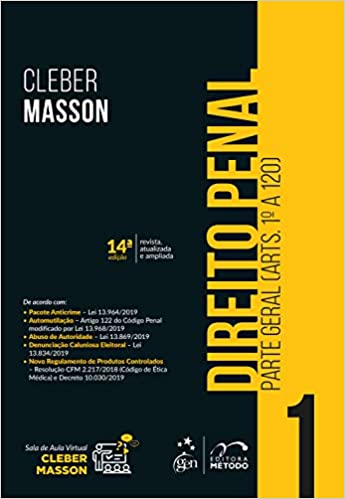 CLEBER
MASSON
DIREITO PENAL
PARTE GERAL (ARTS. 1º A 120)
14ª
edição
revista,
atualizada
e ampliada
De acordo com:
• Pacote Anticrime – Lei 13.964/2019
• Automutilação – Artigo 122 do Código Penal
modificado por Lei 13.968/2019
• Abuso de Autoridade – Lei 13.869/2019
• Denunciação Caluniosa Eleitoral – Lei
13.834/2019
• Novo Regulamento de Produtos Controlados
– Resolução CFM 2.217/2018 (Código de Ética
Médica) e Decreto 10.030/2019
1
Sala de Aula Virtual
CLEBER
MASSON
gen
EDITORA
MÉTODO